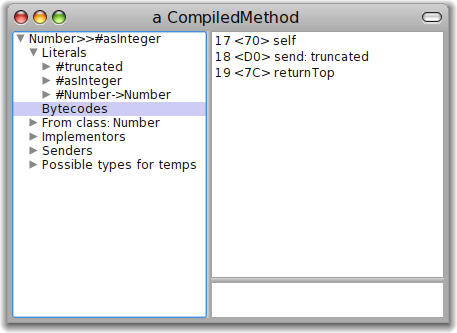 a CompiledMethod
Number>>#asInteger
Literals
#truncated
#asInteger
#Number->Number
Bytecodes
From class: Number
Implementors
Senders
Possible types for temps
17 <70> self
18 <D0> send: truncated
19 <7C> returnTop